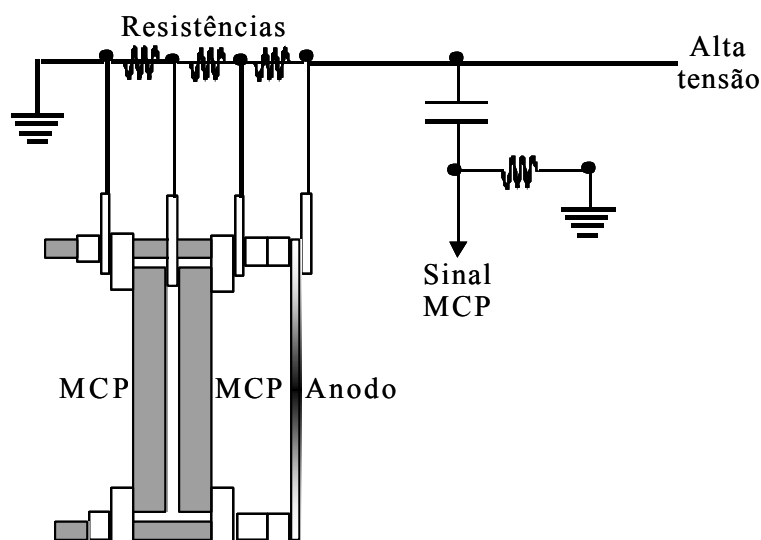 Resistências
Alta
tensão
Sinal
MCP
MCP
MCP
Anodo